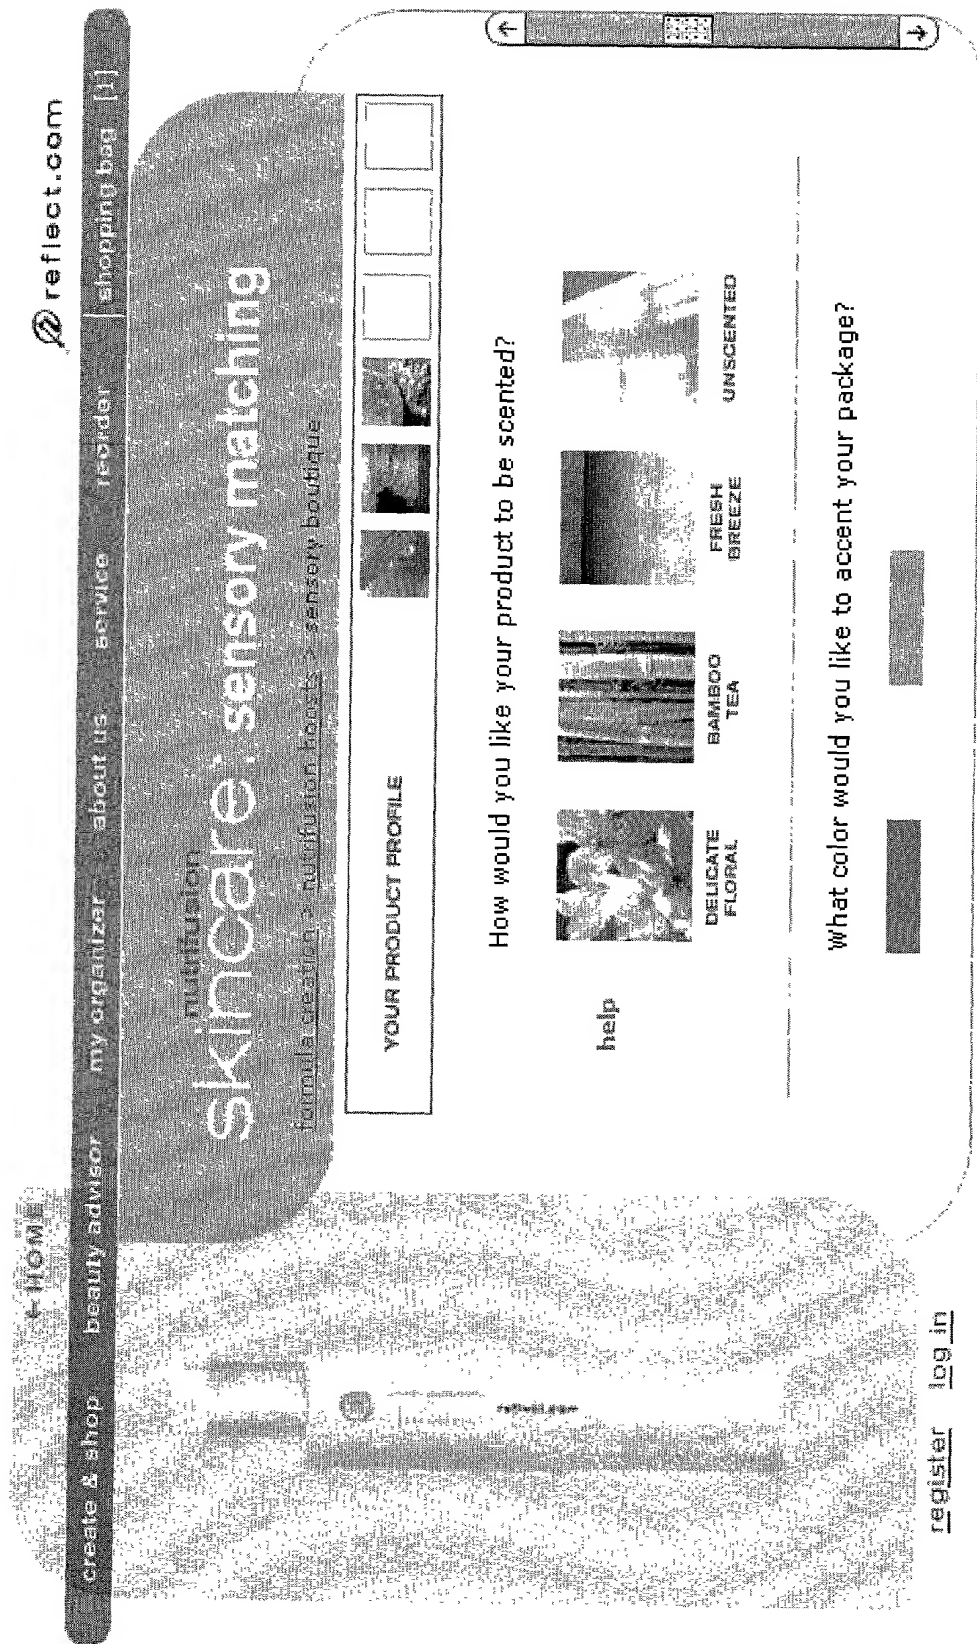 ← HOME
reflect.com
create & shop beauty advisor my organizer about us service reorder shopping bag [1]
nutrifusion
skincare: sensory matching
formula creation > nutrifusion boosts > sensory boutique
YOUR PRODUCT PROFILE
How would you like your product to be scented?
help
DELICATE
FLORAL
BAMBOO
TEA
FRESH
BREEZE
UNSCENTED
What color would you like to accent your package?
reflect.com
register log in